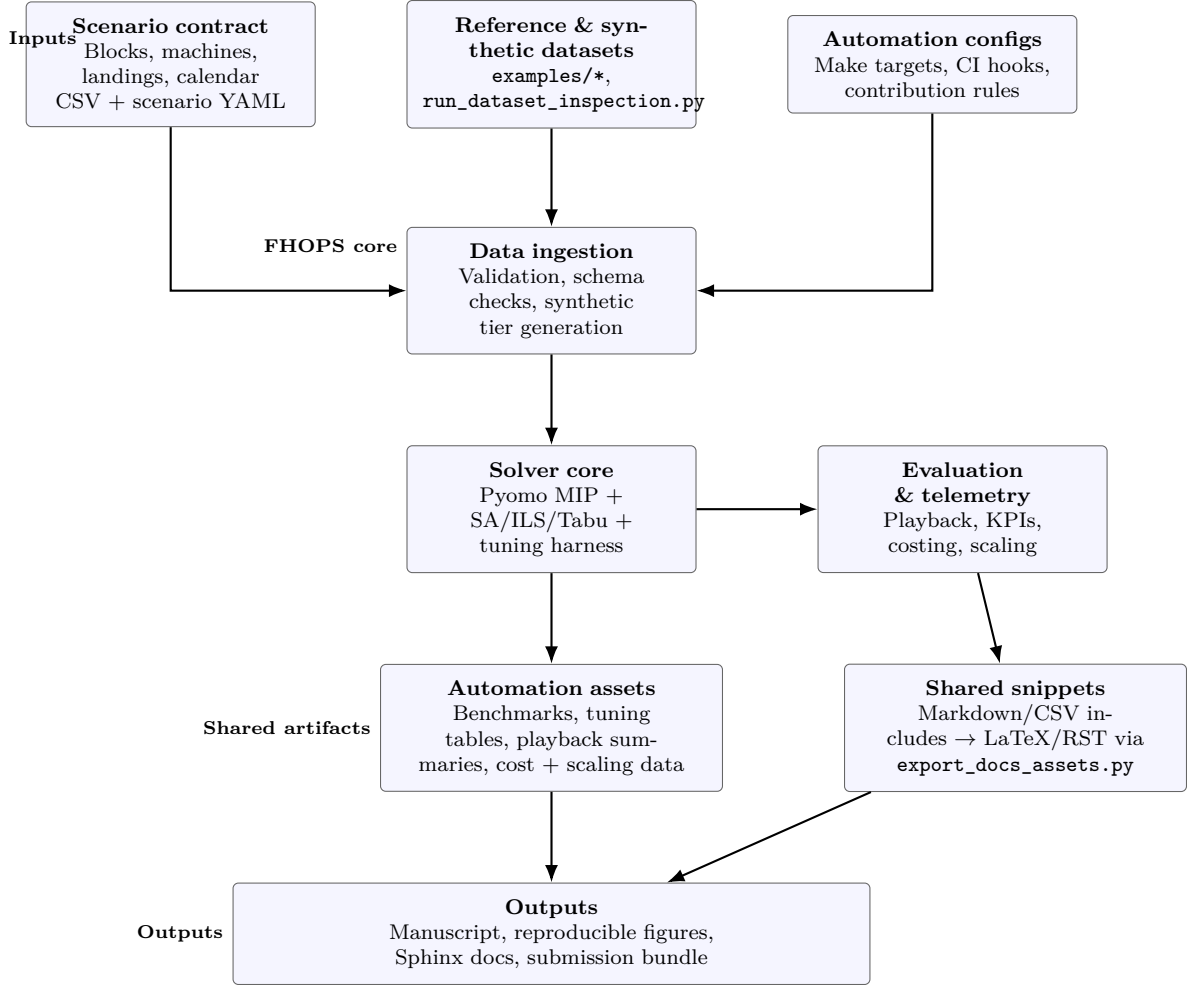 Inputs
Scenario contract
Blocks, machines,
landings, calendar
CSV + scenario YAML
Reference & syn-
thetic datasets
examples/*,
run_dataset_inspection.py
Automation configs
Make targets, CI hooks,
contribution rules
FHOPS core
Data ingestion
Validation, schema
checks, synthetic
tier generation
Solver core
Pyomo MIP +
SA/ILS/Tabu +
tuning harness
Evaluation
& telemetry
Playback, KPIs,
costing, scaling
Shared artifacts
Automation assets
Benchmarks, tuning
tables, playback sum-
maries, cost + scaling data
Shared snippets
Markdown/CSV in-
cludes → LaTeX/RST via
export_docs_assets.py
Outputs
Outputs
Manuscript, reproducible figures,
Sphinx docs, submission bundle